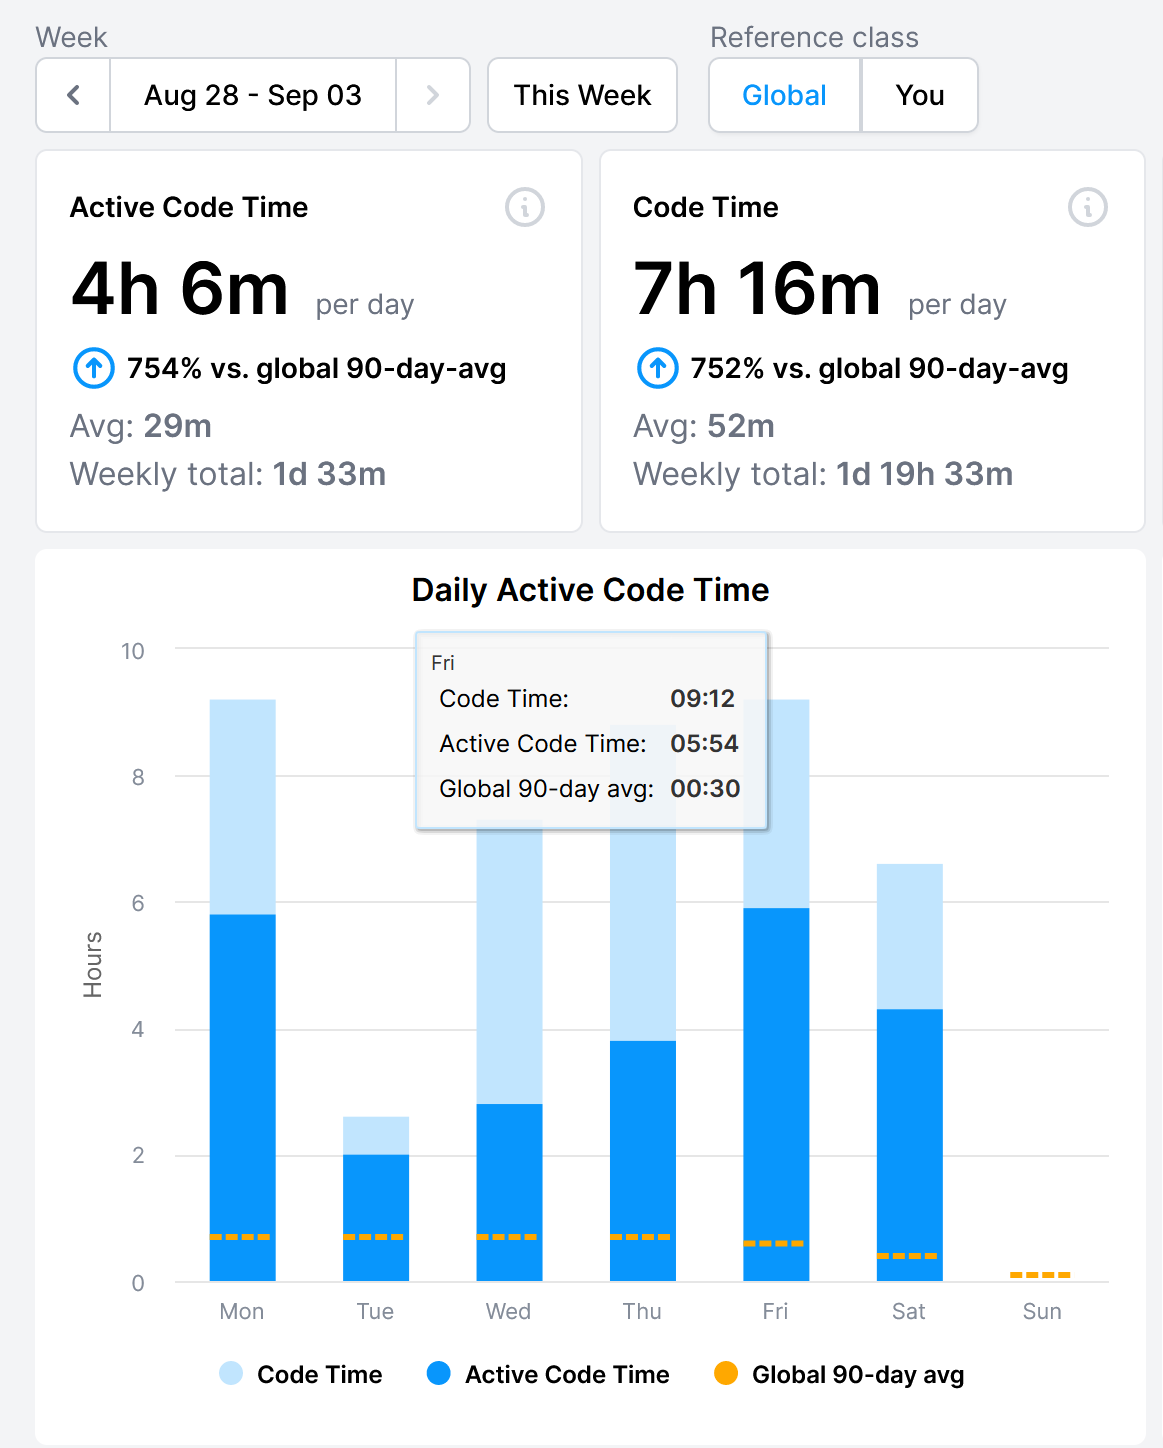 Week
Reference class
Aug 28 - Sep 03
This Week
Global
You
Active Code Time
4h 6m per day
754% vs. global 90-day-avg
Avg: 29m
Weekly total: 1d 33m
Code Time
7h 16m per day
752% vs. global 90-day-avg
Avg: 52m
Weekly total: 1d 19h 33m
Daily Active Code Time
Fri
Code Time: 09:12
Active Code Time: 05:54
Global 90-day avg: 00:30
Hours
10
8
6
4
2
0
Mon Tue Wed Thu Fri Sat Sun
Code Time Active Code Time Global 90-day avg